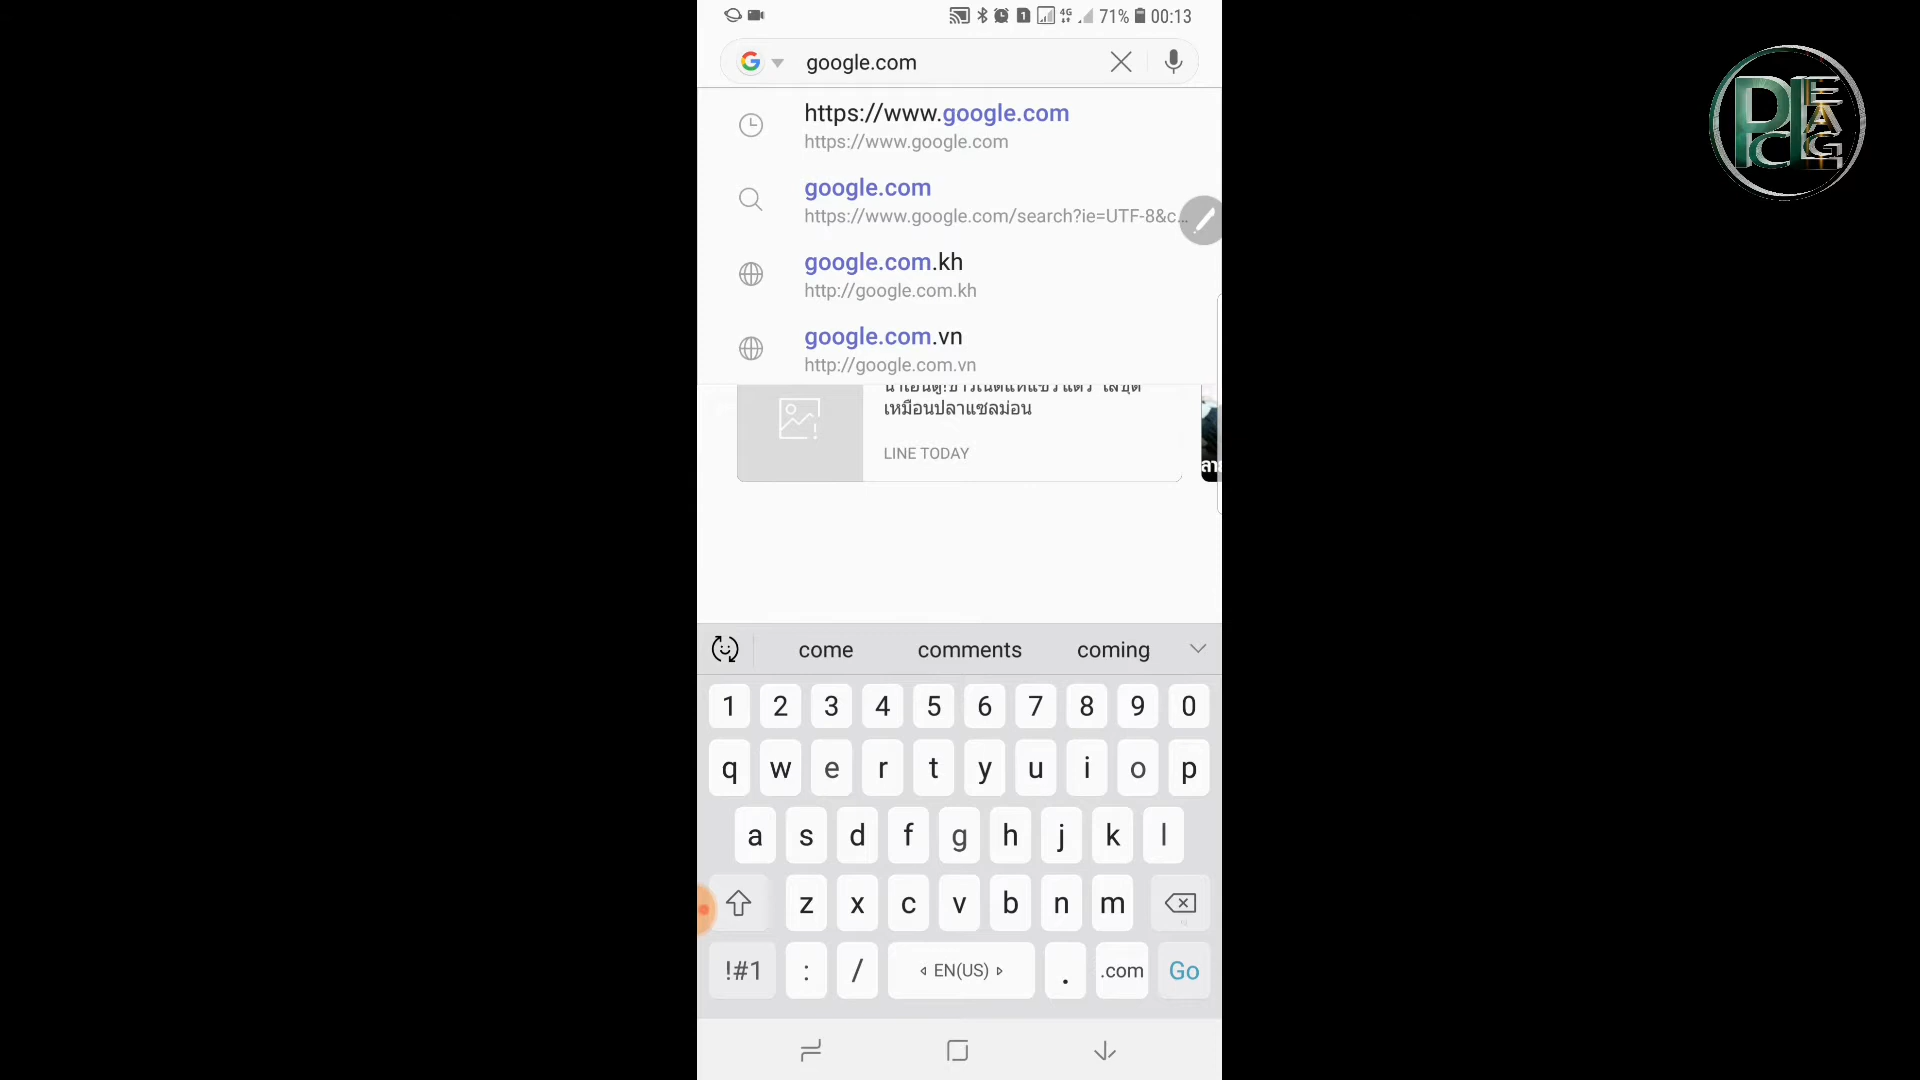 4G 71% 00:13
google.com
https://www.google.com
https://www.google.com
google.com
https://www.google.com/search?ie=UTF-8&c...
google.com.kh
http://google.com.kh
google.com.vn
http://google.com.vn
เหมือนปลาแซลม่อน
LINE TODAY
come comments coming
1 2 3 4 5 6 7 8 9 0
q w e r t y u i o p
a s d f g h j k l
z x c v b n m
!#1 : / EN(US) . .com Go